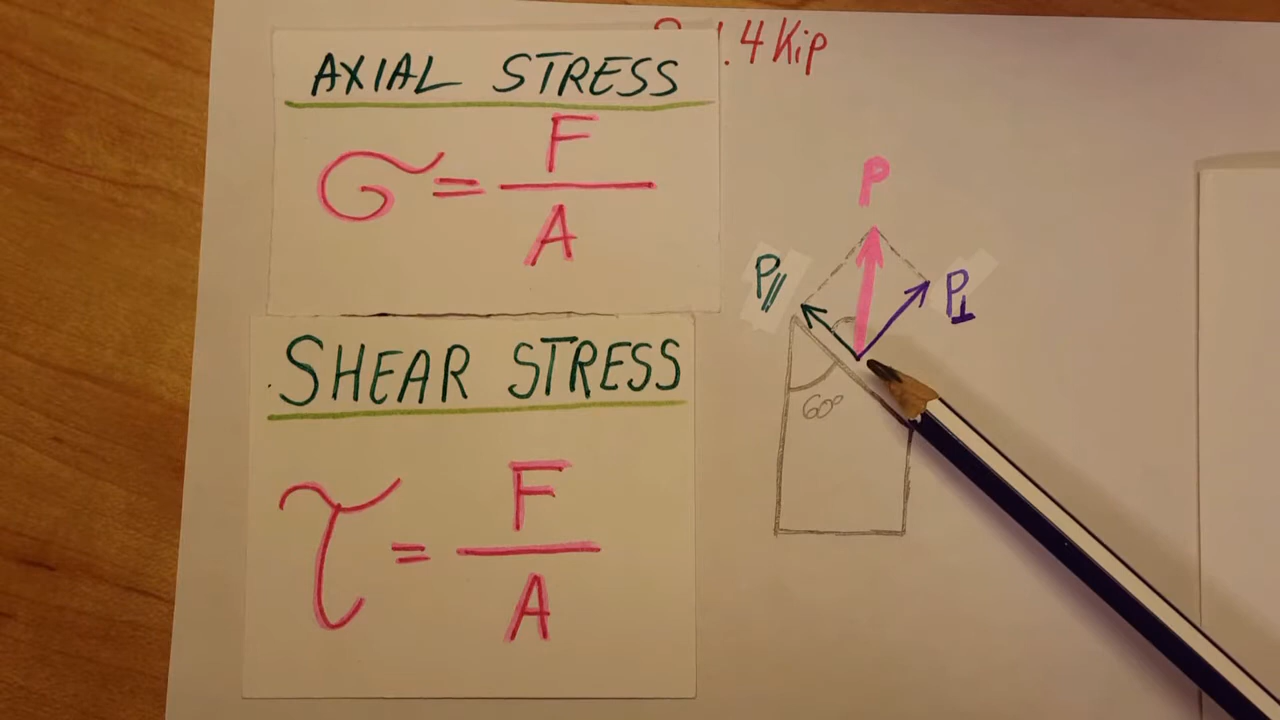 .4 Kip
AXIAL STRESS
σ = F
A
P
P//
P⊥
SHEAR STRESS
60°
τ = F
A